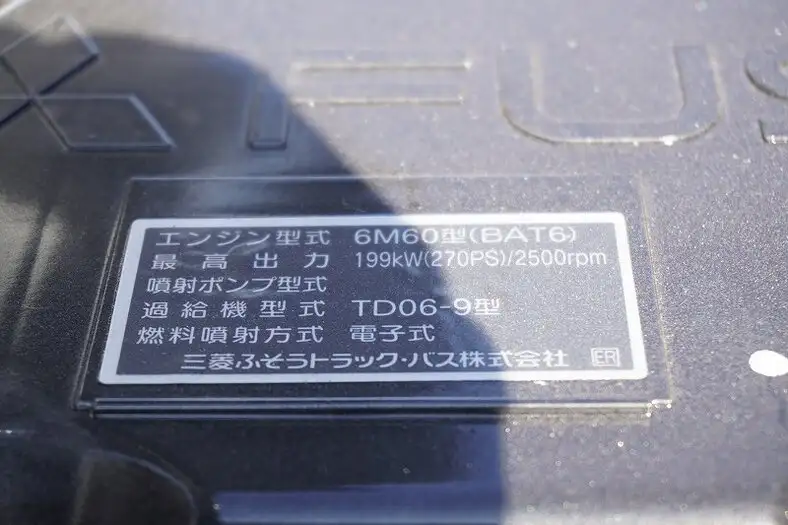 FUS
エンジン型式 6M60型(BAT6)
最高出力 199kW(270PS)/2500rpm
噴射ポンプ型式
過給機型式 TD06-9型
燃料噴射方式 電子式
三菱ふそうトラック・バス株式会社 ER